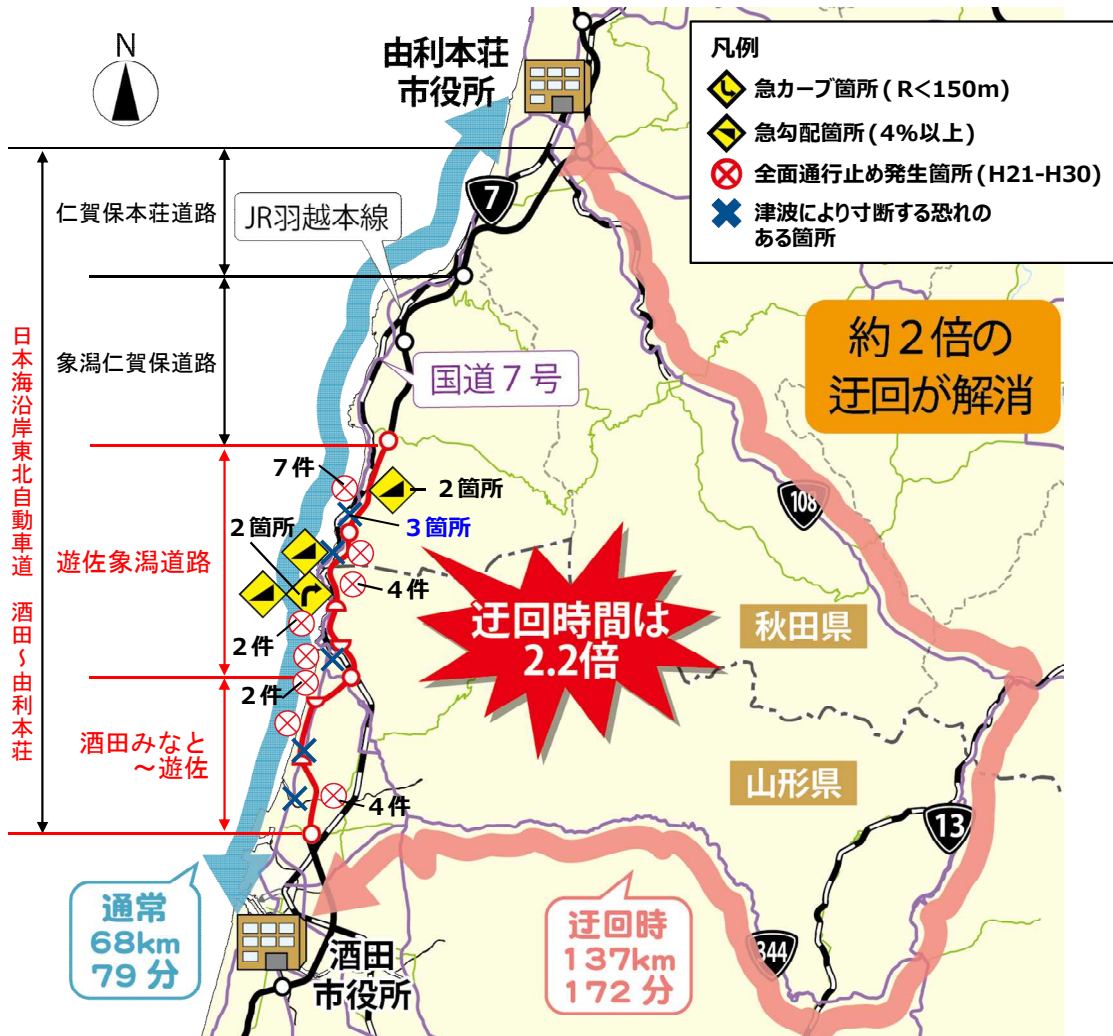 N
由利本荘
市役所
凡例
急カーブ箇所 ( R<150m)
急勾配箇所 (4%以上)
全面通行止め発生箇所 (H21-H30)
津波により寸断する恐れの
ある箇所
仁賀保本荘道路
JR羽越本線
7
象潟仁賀保道路
国道７号
約２倍の
迂回が解消
日本海沿岸東北自動車道 酒田～由利本荘
7件
2箇所
3箇所
108
2箇所
遊佐象潟道路
4件
迂回時間は
2.2倍
秋田県
2件
2件
酒田みなと
～遊佐
山形県
4件
13
通常
68km
79分
迂回時
137km
172分
344
酒田
市役所